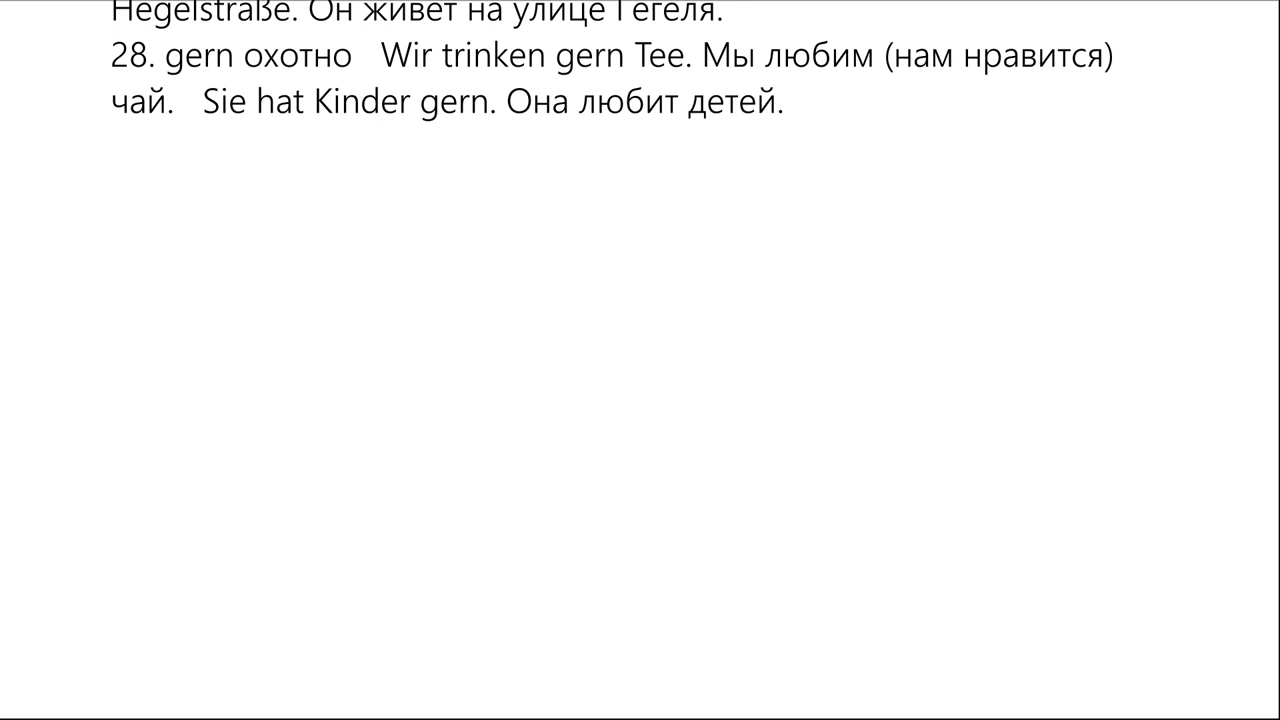 Hegelstraße. Он живет на улице Гегеля.
28. gern охотно   Wir trinken gern Tee. Мы любим (нам нравится)
чай.   Sie hat Kinder gern. Она любит детей.